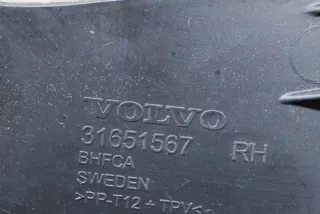 VOLVO
31651567 RH
BHFCA
SWEDEN
>PP-T12 + TPV<